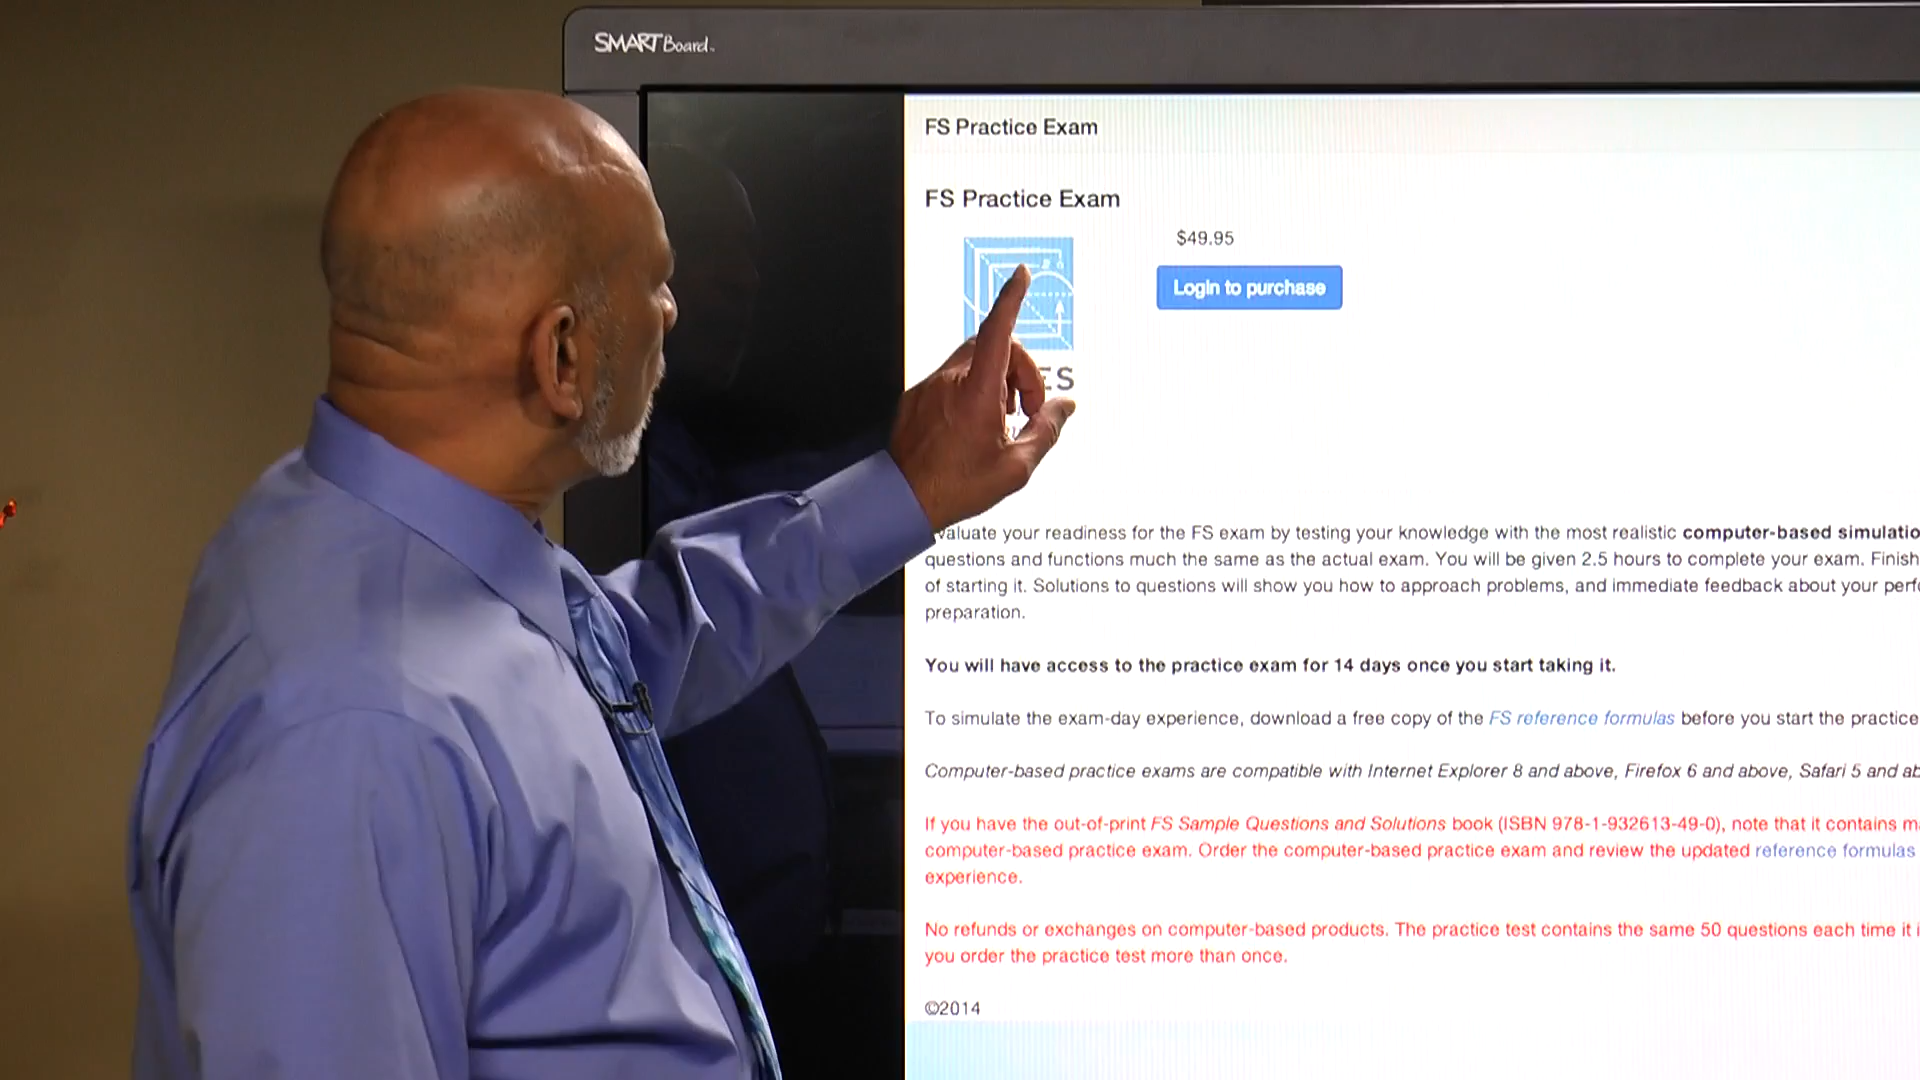 SMART Board™
FS Practice Exam
FS Practice Exam
$49.95
Login to purchase
ES
valuate your readiness for the FS exam by testing your knowledge with the most realistic computer-based simulatio
questions and functions much the same as the actual exam. You will be given 2.5 hours to complete your exam. Finish
of starting it. Solutions to questions will show you how to approach problems, and immediate feedback about your perf
preparation.
You will have access to the practice exam for 14 days once you start taking it.
To simulate the exam-day experience, download a free copy of the FS reference formulas before you start the practice
Computer-based practice exams are compatible with Internet Explorer 8 and above, Firefox 6 and above, Safari 5 and ab
If you have the out-of-print FS Sample Questions and Solutions book (ISBN 978-1-932613-49-0), note that it contains m
computer-based practice exam. Order the computer-based practice exam and review the updated reference formulas
experience.
No refunds or exchanges on computer-based products. The practice test contains the same 50 questions each time it i
you order the practice test more than once.
©2014